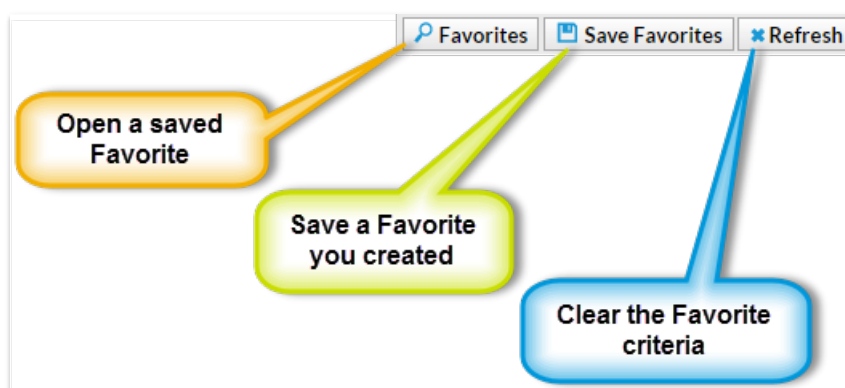 Favorites Save Favorites Refresh
Open a saved
Favorite
Save a Favorite
you created
Clear the Favorite
criteria